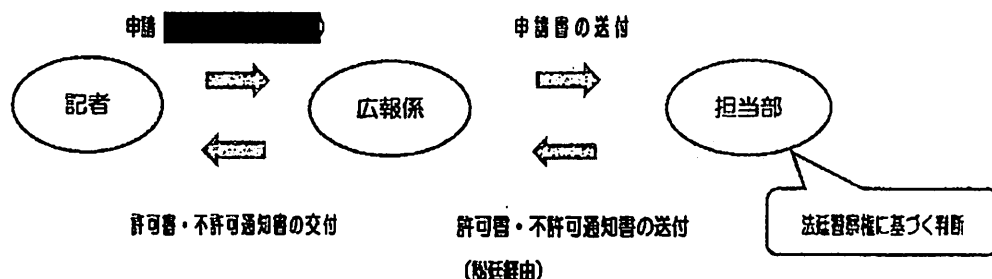 申請
申請書の送付
記者
広報係
担当部
許可書・不許可通知書の交付
許可書・不許可通知書の送付
法廷警察権に基づく判断